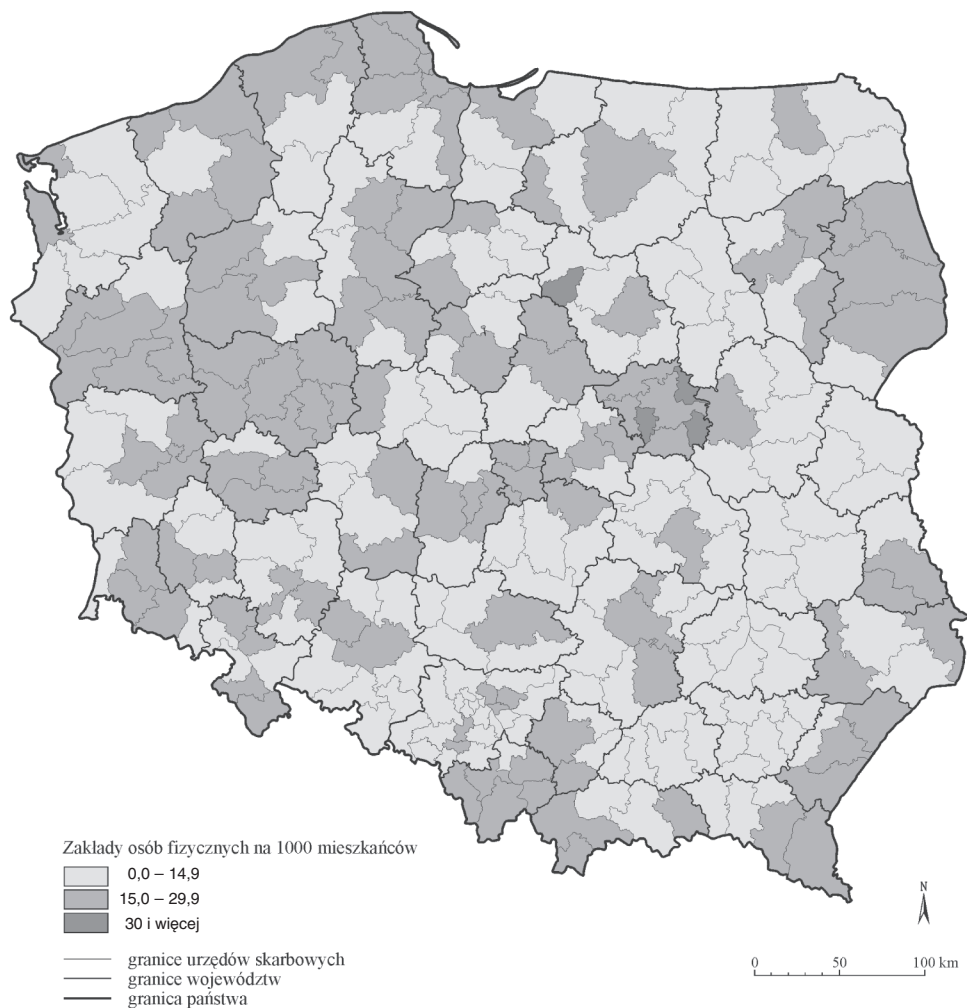 Zakłady osób fizycznych na 1000 mieszkańców
0,0 – 14,9
15,0 – 29,9
30 i więcej
granice urzędów skarbowych
granice województw
granica państwa
N
0 50 100 km